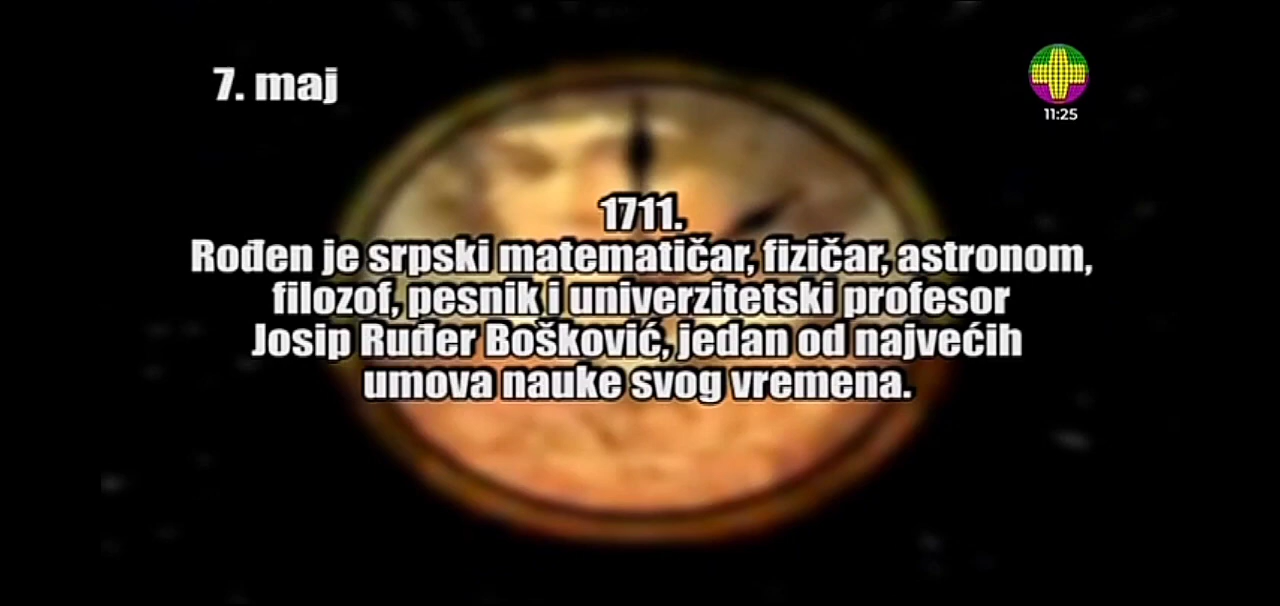 7. maj
11:25
1711.
Rođen je srpski matematičar, fizičar, astronom,
filozof, pesnik i univerzitetski profesor
Josip Ruđer Bošković, jedan od najvećih
umova nauke svog vremena.